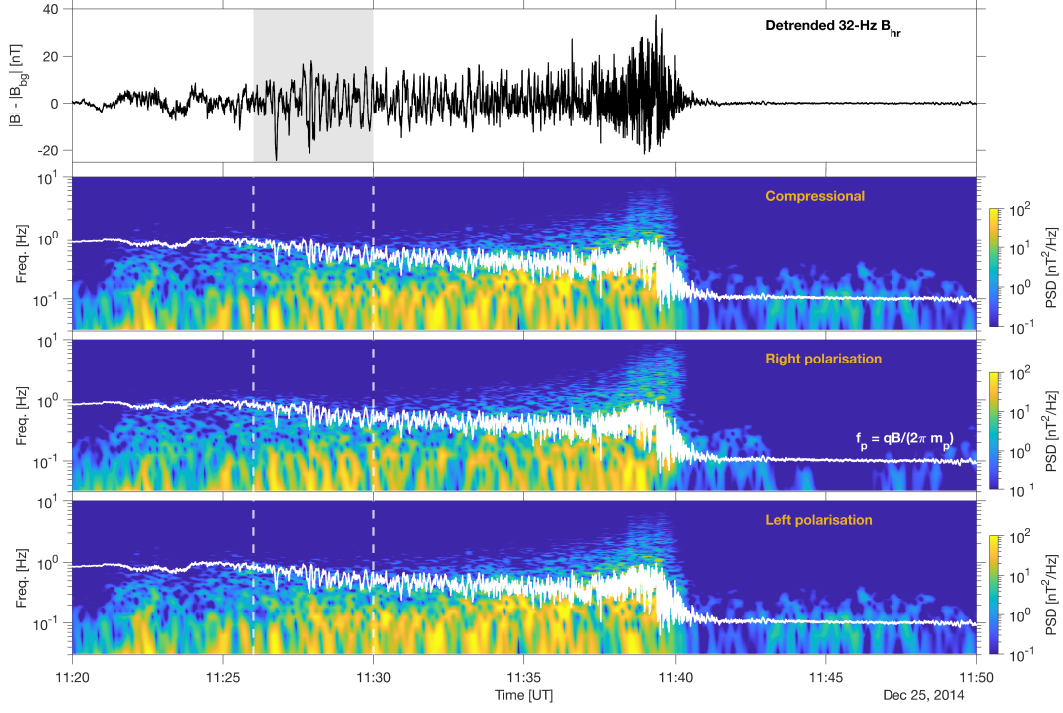 40
20
0
-20
|B - |B_bg| [nT]
Detrended 32-Hz B_hr
10^1
10^0
10^-1
Freq. [Hz]
Compressional
10^2
10^1
10^0
10^-1
PSD [nT^2/Hz]
10^1
10^0
10^-1
Freq. [Hz]
Right polarisation
f_p = qB/(2π m_p)
10^2
10^1
10^0
10^-1
PSD [nT^2/Hz]
10^1
10^0
10^-1
Freq. [Hz]
Left polarisation
10^2
10^1
10^0
10^-1
PSD [nT^2/Hz]
11:20 11:25 11:30 11:35 11:40 11:45 11:50
Time [UT]
Dec 25, 2014